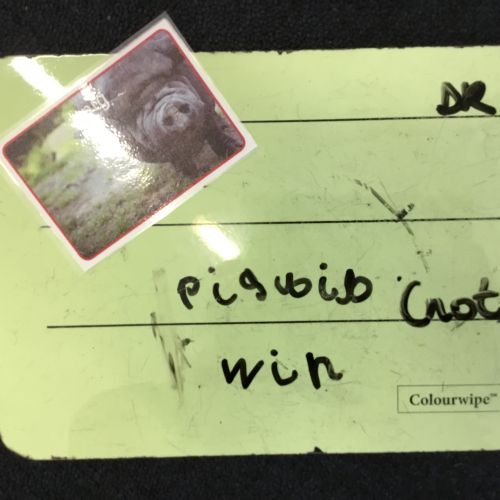 DR
pigwib (not
win
Colourwipe™